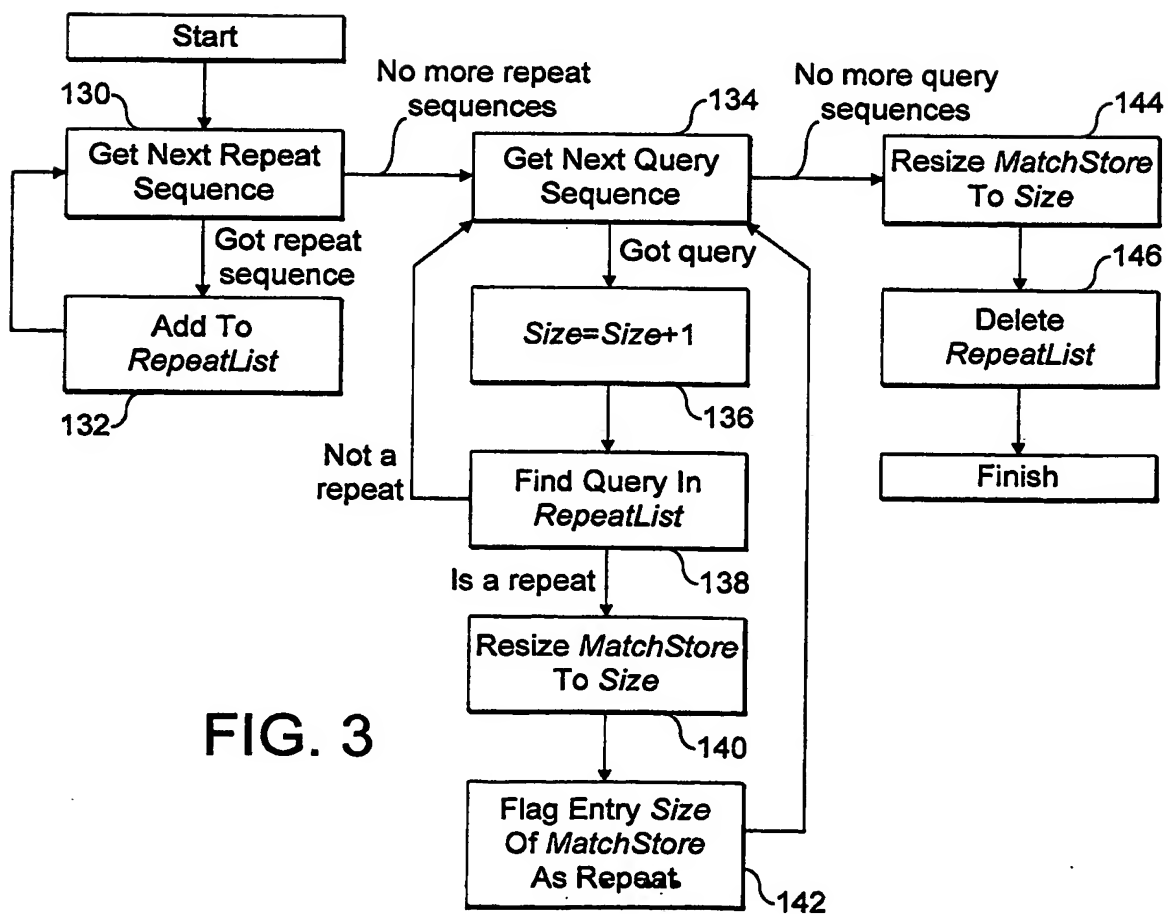 Start
130
Get Next Repeat
Sequence
Got repeat
sequence
Add To
RepeatList
132
No more repeat
sequences
134
Get Next Query
Sequence
Got query
Size=Size+1
136
Not a
repeat
Find Query In
RepeatList
138
Is a repeat
Resize MatchStore
To Size
140
Flag Entry Size
Of MatchStore
As Repeat
142
No more query
sequences
144
Resize MatchStore
To Size
146
Delete
RepeatList
Finish
FIG. 3